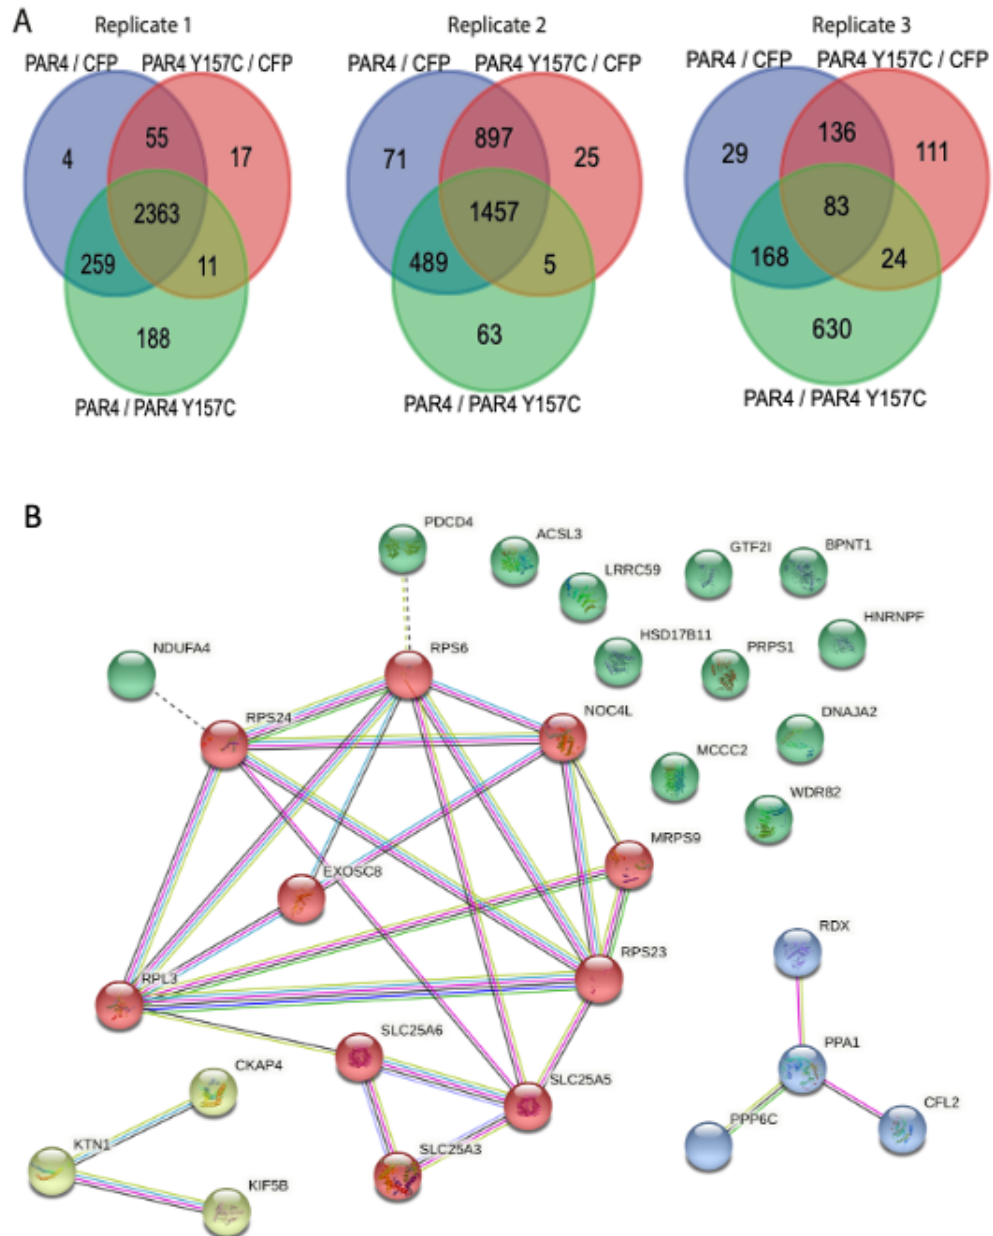 A
Replicate 1
Replicate 2
Replicate 3
PAR4 / CFP
PAR4 Y157C / CFP
PAR4 / CFP
PAR4 Y157C / CFP
PAR4 / CFP
PAR4 Y157C / CFP
4
55
17
2363
259
11
188
PAR4 / PAR4 Y157C
71
897
25
1457
489
5
63
PAR4 / PAR4 Y157C
29
136
111
83
168
24
630
PAR4 / PAR4 Y157C
B
PDCD4
ACSL3
LRRC59
GTF2I
BPNT1
HNRNPF
HSD17B11
PRPS1
NDUFA4
RPS6
RPS24
NOC4L
DNAJA2
MCCC2
WDR82
MRPS9
EXOSC8
RPS23
RPL3
RDX
SLC25A6
PPA1
CKAP4
SLC25A5
CFL2
PPP6C
KTN1
SLC25A3
KIF5B